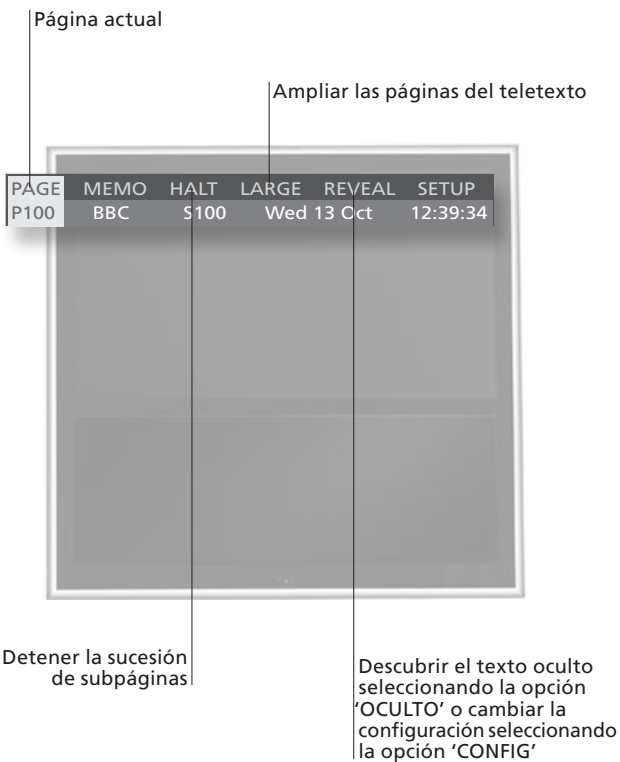 Página actual
Ampliar las páginas del teletexto
PAGE MEMO HALT LARGE REVEAL SETUP
P100 BBC S100 Wed 13 Oct 12:39:34
Detener la sucesión
de subpáginas
Descubrir el texto oculto
seleccionando la opción
'OCULTO' o cambiar la
configuración seleccionando
la opción 'CONFIG'